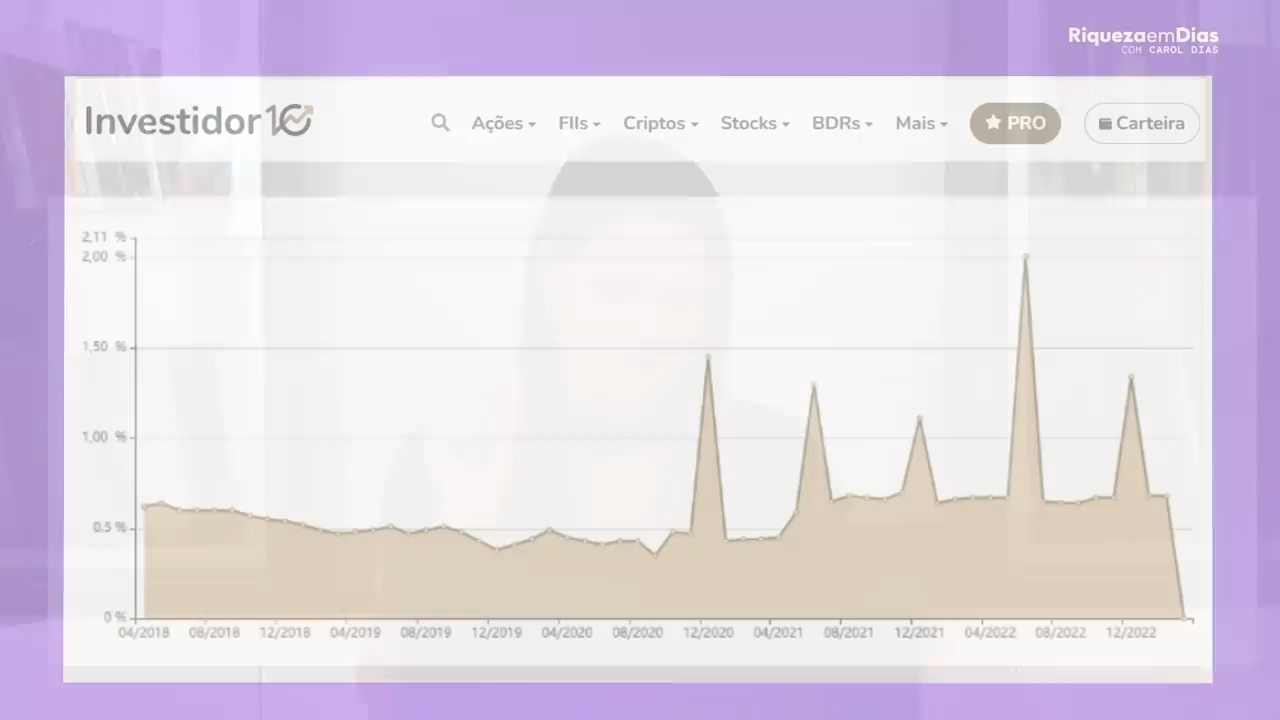 RiquezaemDias
COM CAROL DIAS
Investidor10
Ações FIIs Criptos Stocks BDRs Mais PRO Carteira
2,11 %
2,00 %
1,50 %
1,00 %
0,5 %
0 %
04/2018 08/2018 12/2018 04/2019 08/2019 12/2019 04/2020 08/2020 12/2020 04/2021 08/2021 12/2021 04/2022 08/2022 12/2022